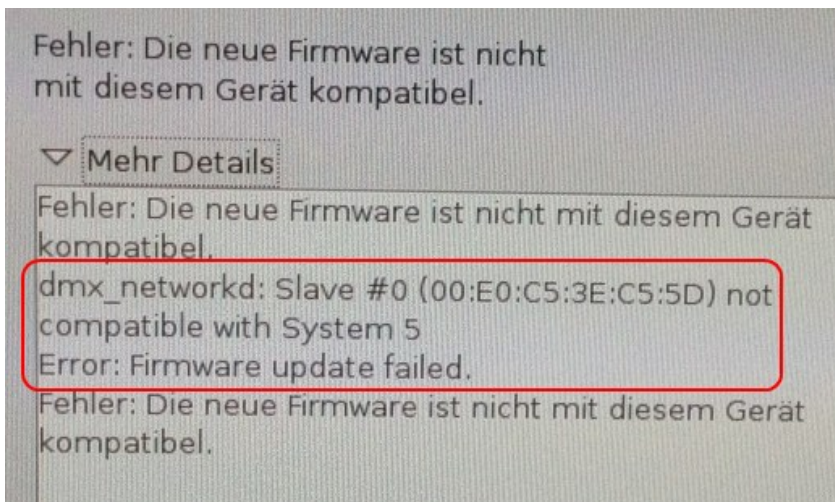 Fehler: Die neue Firmware ist nicht
mit diesem Gerät kompatibel.
Mehr Details
Fehler: Die neue Firmware ist nicht mit diesem Gerät
kompatibel.
dmx_networkd: Slave #0 (00:E0:C5:3E:C5:5D) not
compatible with System 5
Error: Firmware update failed.
Fehler: Die neue Firmware ist nicht mit diesem Gerät
kompatibel.